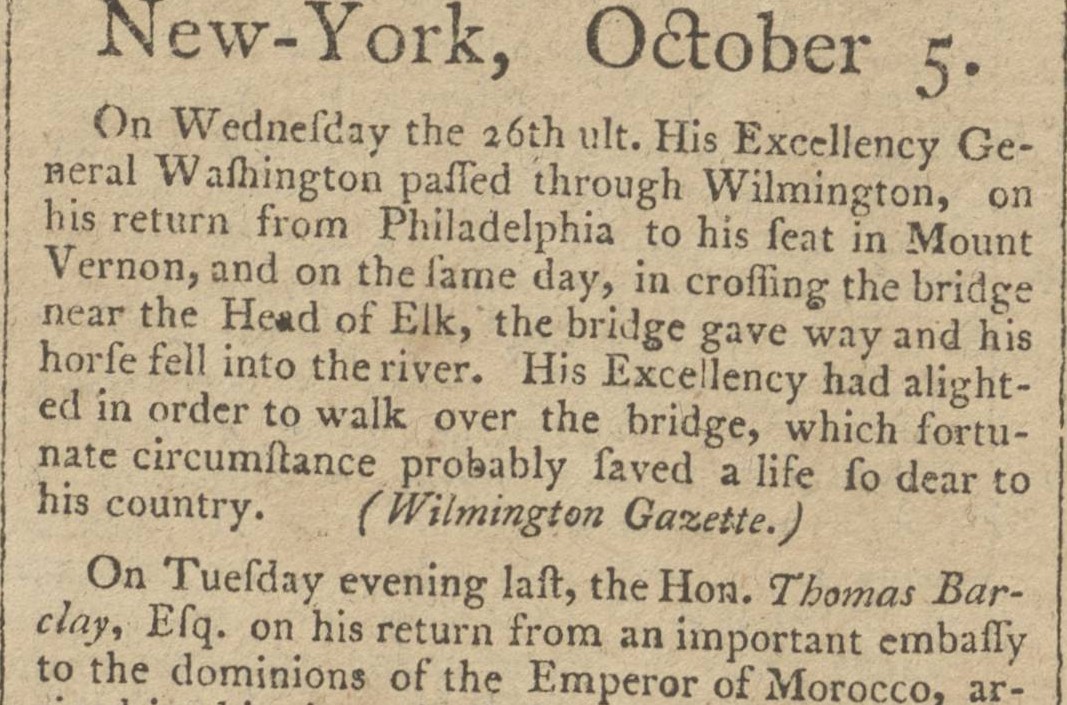 New-York, October 5.
On Wedneſday the 26th ult. His Excellency Ge-
neral Waſhington paſſed through Wilmington, on
his return from Philadelphia to his ſeat in Mount
Vernon, and on the ſame day, in croſſing the bridge
near the Head of Elk, the bridge gave way and his
horſe fell into the river. His Excellency had alight-
ed in order to walk over the bridge, which fortu-
nate circumſtance probably ſaved a life ſo dear to
his country. (Wilmington Gazette.)
On Tueſday evening laſt, the Hon. Thomas Bar-
clay, Eſq. on his return from an important embaſſy
to the dominions of the Emperor of Morocco, ar-